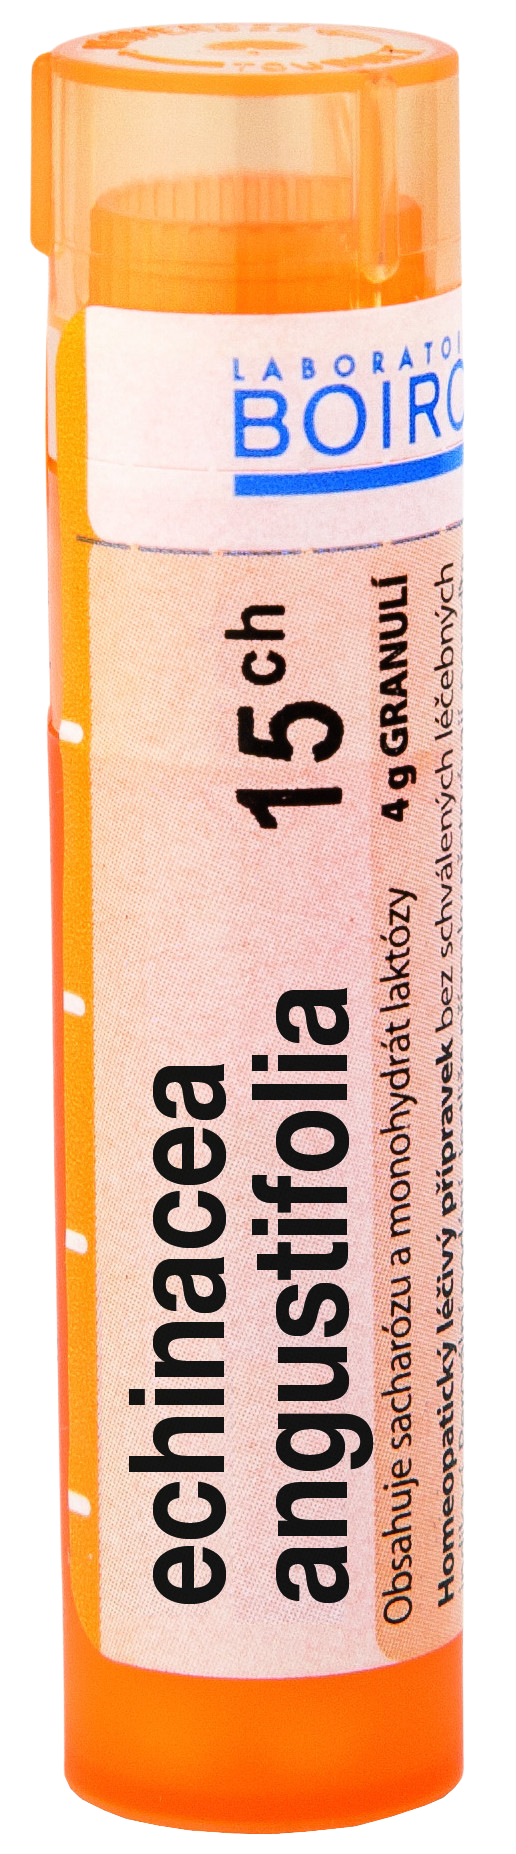 LABORATOI
BOIRO
echinacea
angustifolia 15 ch
Obsahuje sacharózu a monohydrát laktózy 4 g GRANULÍ
Homeopatický léčivý přípravek bez schválených léčebných